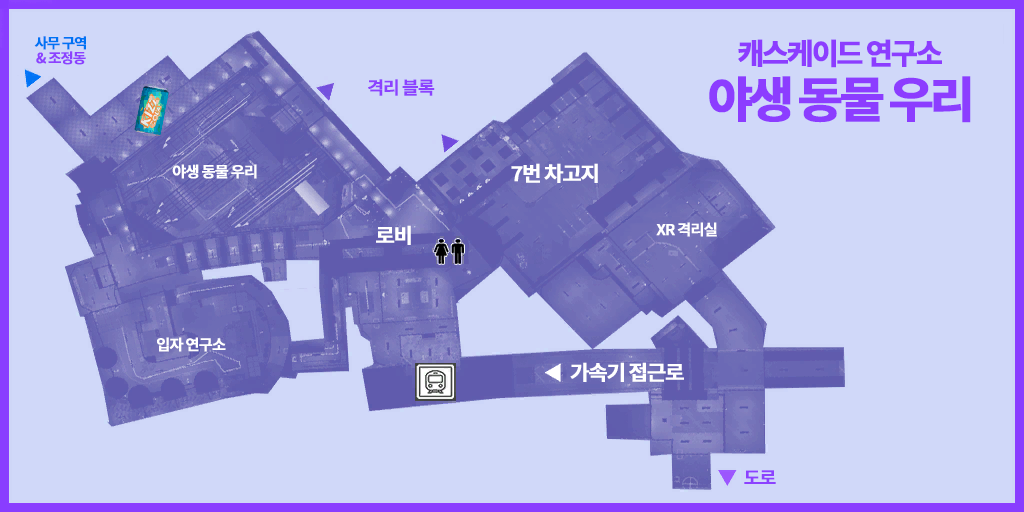 사무 구역
& 조정동
캐스케이드 연구소
야생 동물 우리
격리 블록
야생 동물 우리
7번 차고지
로비
XR 격리실
입자 연구소
가속기 접근로
도로